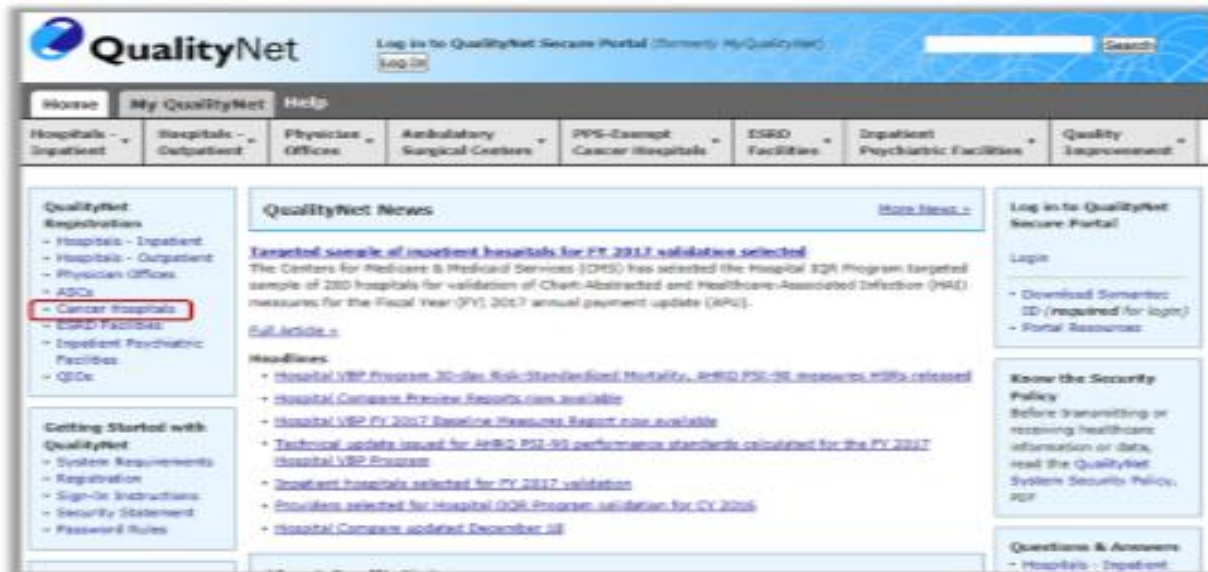 QualityNet
Log in to QualityNet Secure Portal (formerly MyQualityNet)
Log In
Search
Home
My QualityNet
Help
Hospitals - Inpatient
Hospitals - Outpatient
Physician Offices
Ambulatory Surgical Centers
PPS-Exempt Cancer Hospitals
ESRD Facilities
Inpatient Psychiatric Facilities
Quality Improvement
QualityNet
Registration
- Hospitals - Inpatient
- Hospitals - Outpatient
- Physician Offices
- ASCs
- Cancer Hospitals
- ESRD Facilities
- Inpatient Psychiatric
Facilities
- QIOs
Getting Started with
QualityNet
- System Requirements
- Registration
- Sign-In Instructions
- Security Statement
- Password Rules
QualityNet News
More News »
Targeted sample of inpatient hospitals for FY 2017 validation selected
The Centers for Medicare & Medicaid Services (CMS) has selected the Hospital IQR Program targeted
sample of 200 hospitals for validation of Chart-Abstracted and Healthcare-Associated Infection (HAI)
measures for the Fiscal Year (FY) 2017 annual payment update (APU).
Full Article »
Headlines
• Hospital VBP Program 30-day Risk-Standardized Mortality, AHRQ PSI-90 measures HSRs released
• Hospital Compare Preview Reports now available
• Hospital VBP FY 2017 Baseline Measures Report now available
• Technical update issued for AHRQ PSI-90 performance standards calculated for the FY 2017
Hospital VBP Program
• Inpatient hospitals selected for FY 2017 validation
• Providers selected for Hospital OQR Program validation for CY 2016
• Hospital Compare updated December 10
Log in to QualityNet
Secure Portal
Login
• Download Symantec
ID (required for login)
• Portal Resources
Know the Security
Policy
Before transmitting or
receiving healthcare
information or data,
read the QualityNet
System Security Policy,
PDF
Questions & Answers
• Hospitals - Inpatient